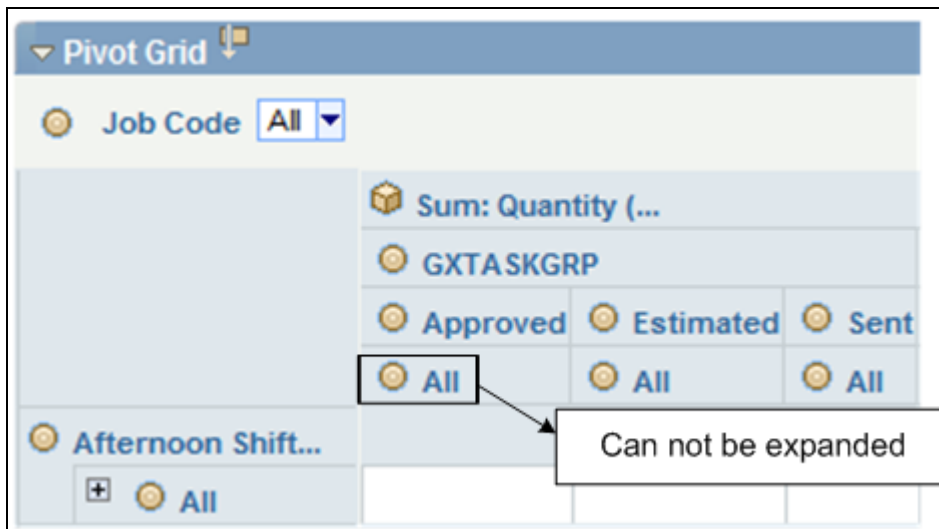 Pivot Grid
Job Code All
Sum: Quantity (...
GXTASKGRP
Approved Estimated Sent
All All All
Afternoon Shift...
Can not be expanded
All